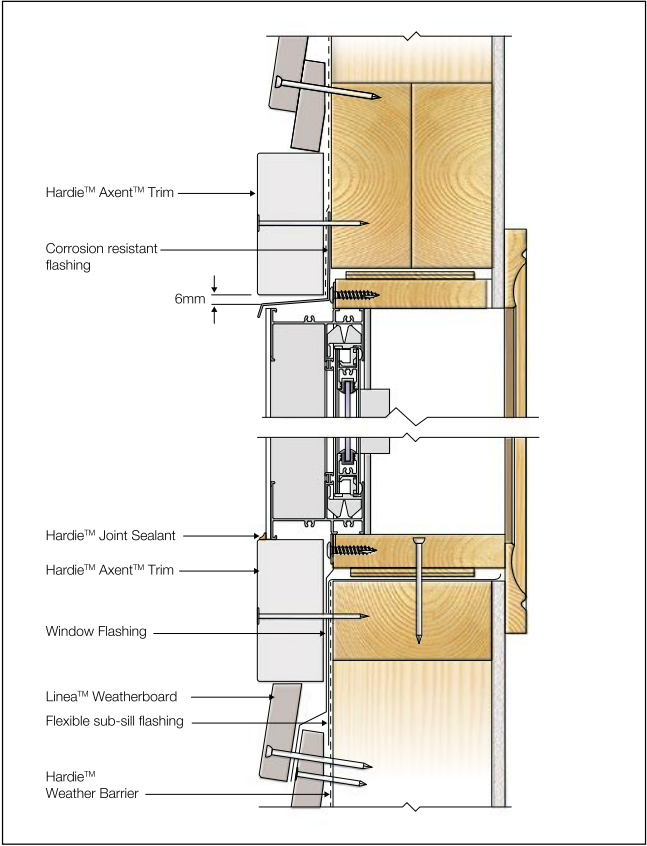 Hardie™ Axent™ Trim
Corrosion resistant
flashing
6mm
Hardie™ Joint Sealant
Hardie™ Axent™ Trim
Window Flashing
Linea™ Weatherboard
Flexible sub-sill flashing
Hardie™
Weather Barrier